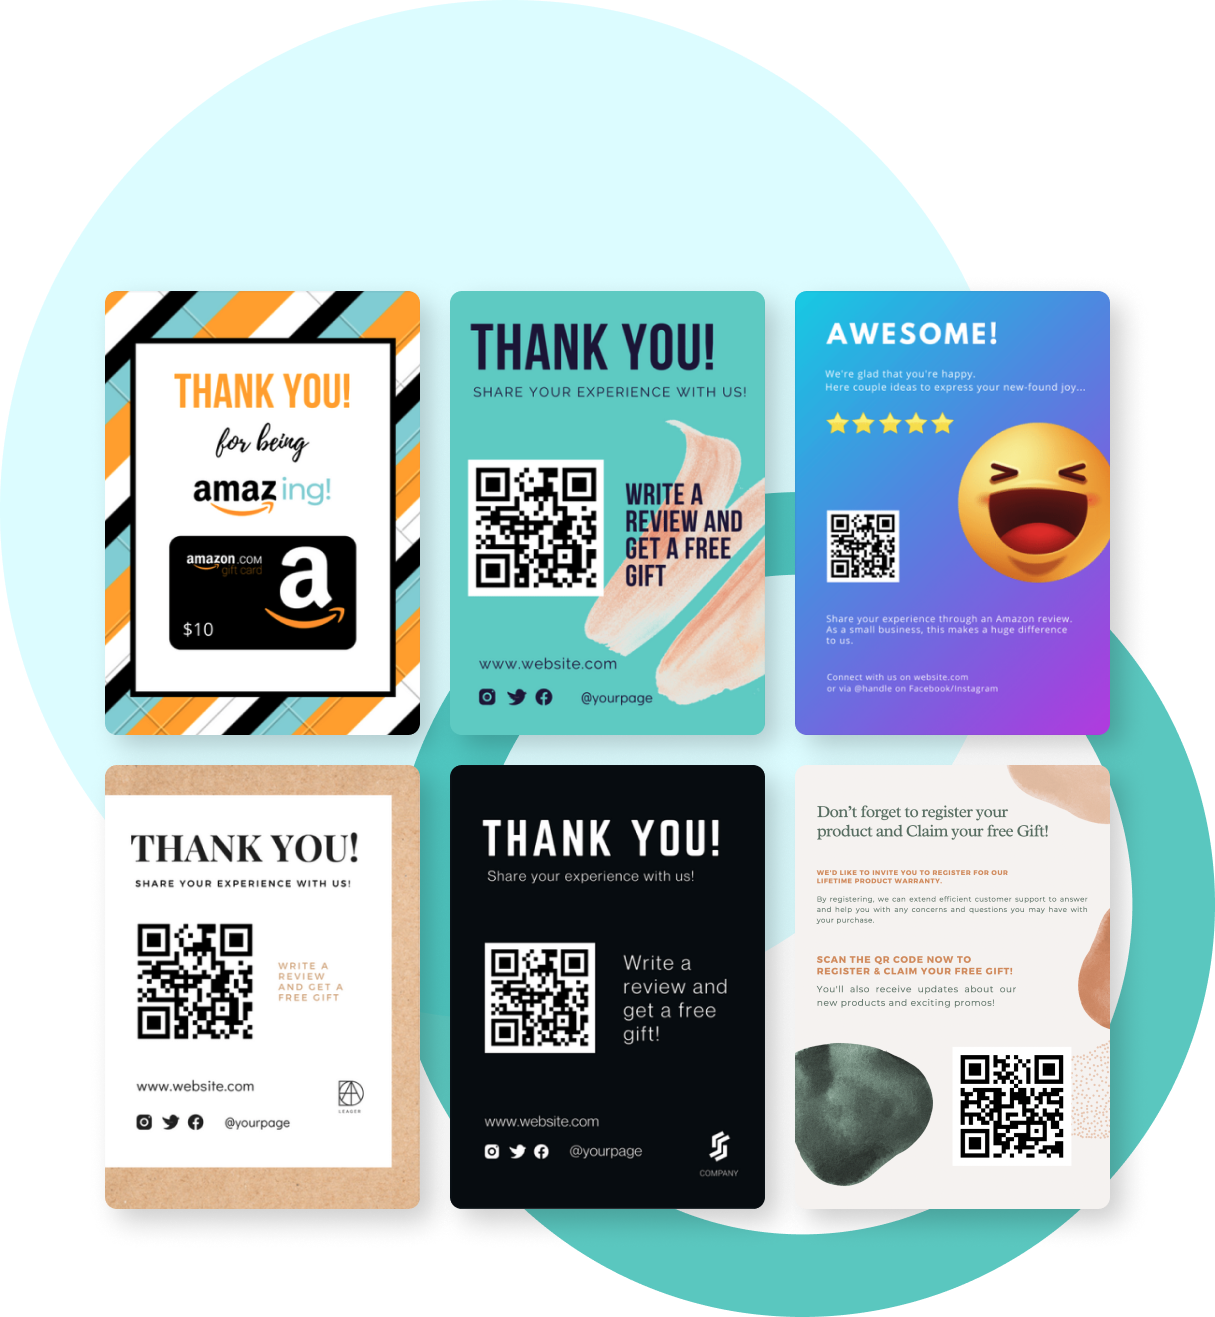 THANK YOU!
for being
amazing!
amazon.com
gift card
$10
THANK YOU!
SHARE YOUR EXPERIENCE WITH US!
WRITE A
REVIEW AND
GET A FREE
GIFT
www.website.com
@yourpage
AWESOME!
We're glad that you're happy.
Here couple ideas to express your new-found joy...
Share your experience through an Amazon review.
As a small business, this makes a huge difference
to us.
Connect with us on website.com
or via @handle on Facebook/Instagram
THANK YOU!
SHARE YOUR EXPERIENCE WITH US!
WRITE A
REVIEW
AND GET A
FREE GIFT
www.website.com
@yourpage
LEAGER
THANK YOU!
Share your experience with us!
Write a
review and
get a free
gift!
www.website.com
@yourpage
COMPANY
Don't forget to register your
product and Claim your free Gift!
WE'D LIKE TO INVITE YOU TO REGISTER FOR OUR
LIFETIME PRODUCT WARRANTY.
By registering, we can extend efficient customer support to answer
and help you with any concerns and questions you may have with
your purchase.
SCAN THE QR CODE NOW TO
REGISTER & CLAIM YOUR FREE GIFT!
You'll also receive updates about our
new products and exciting promos!